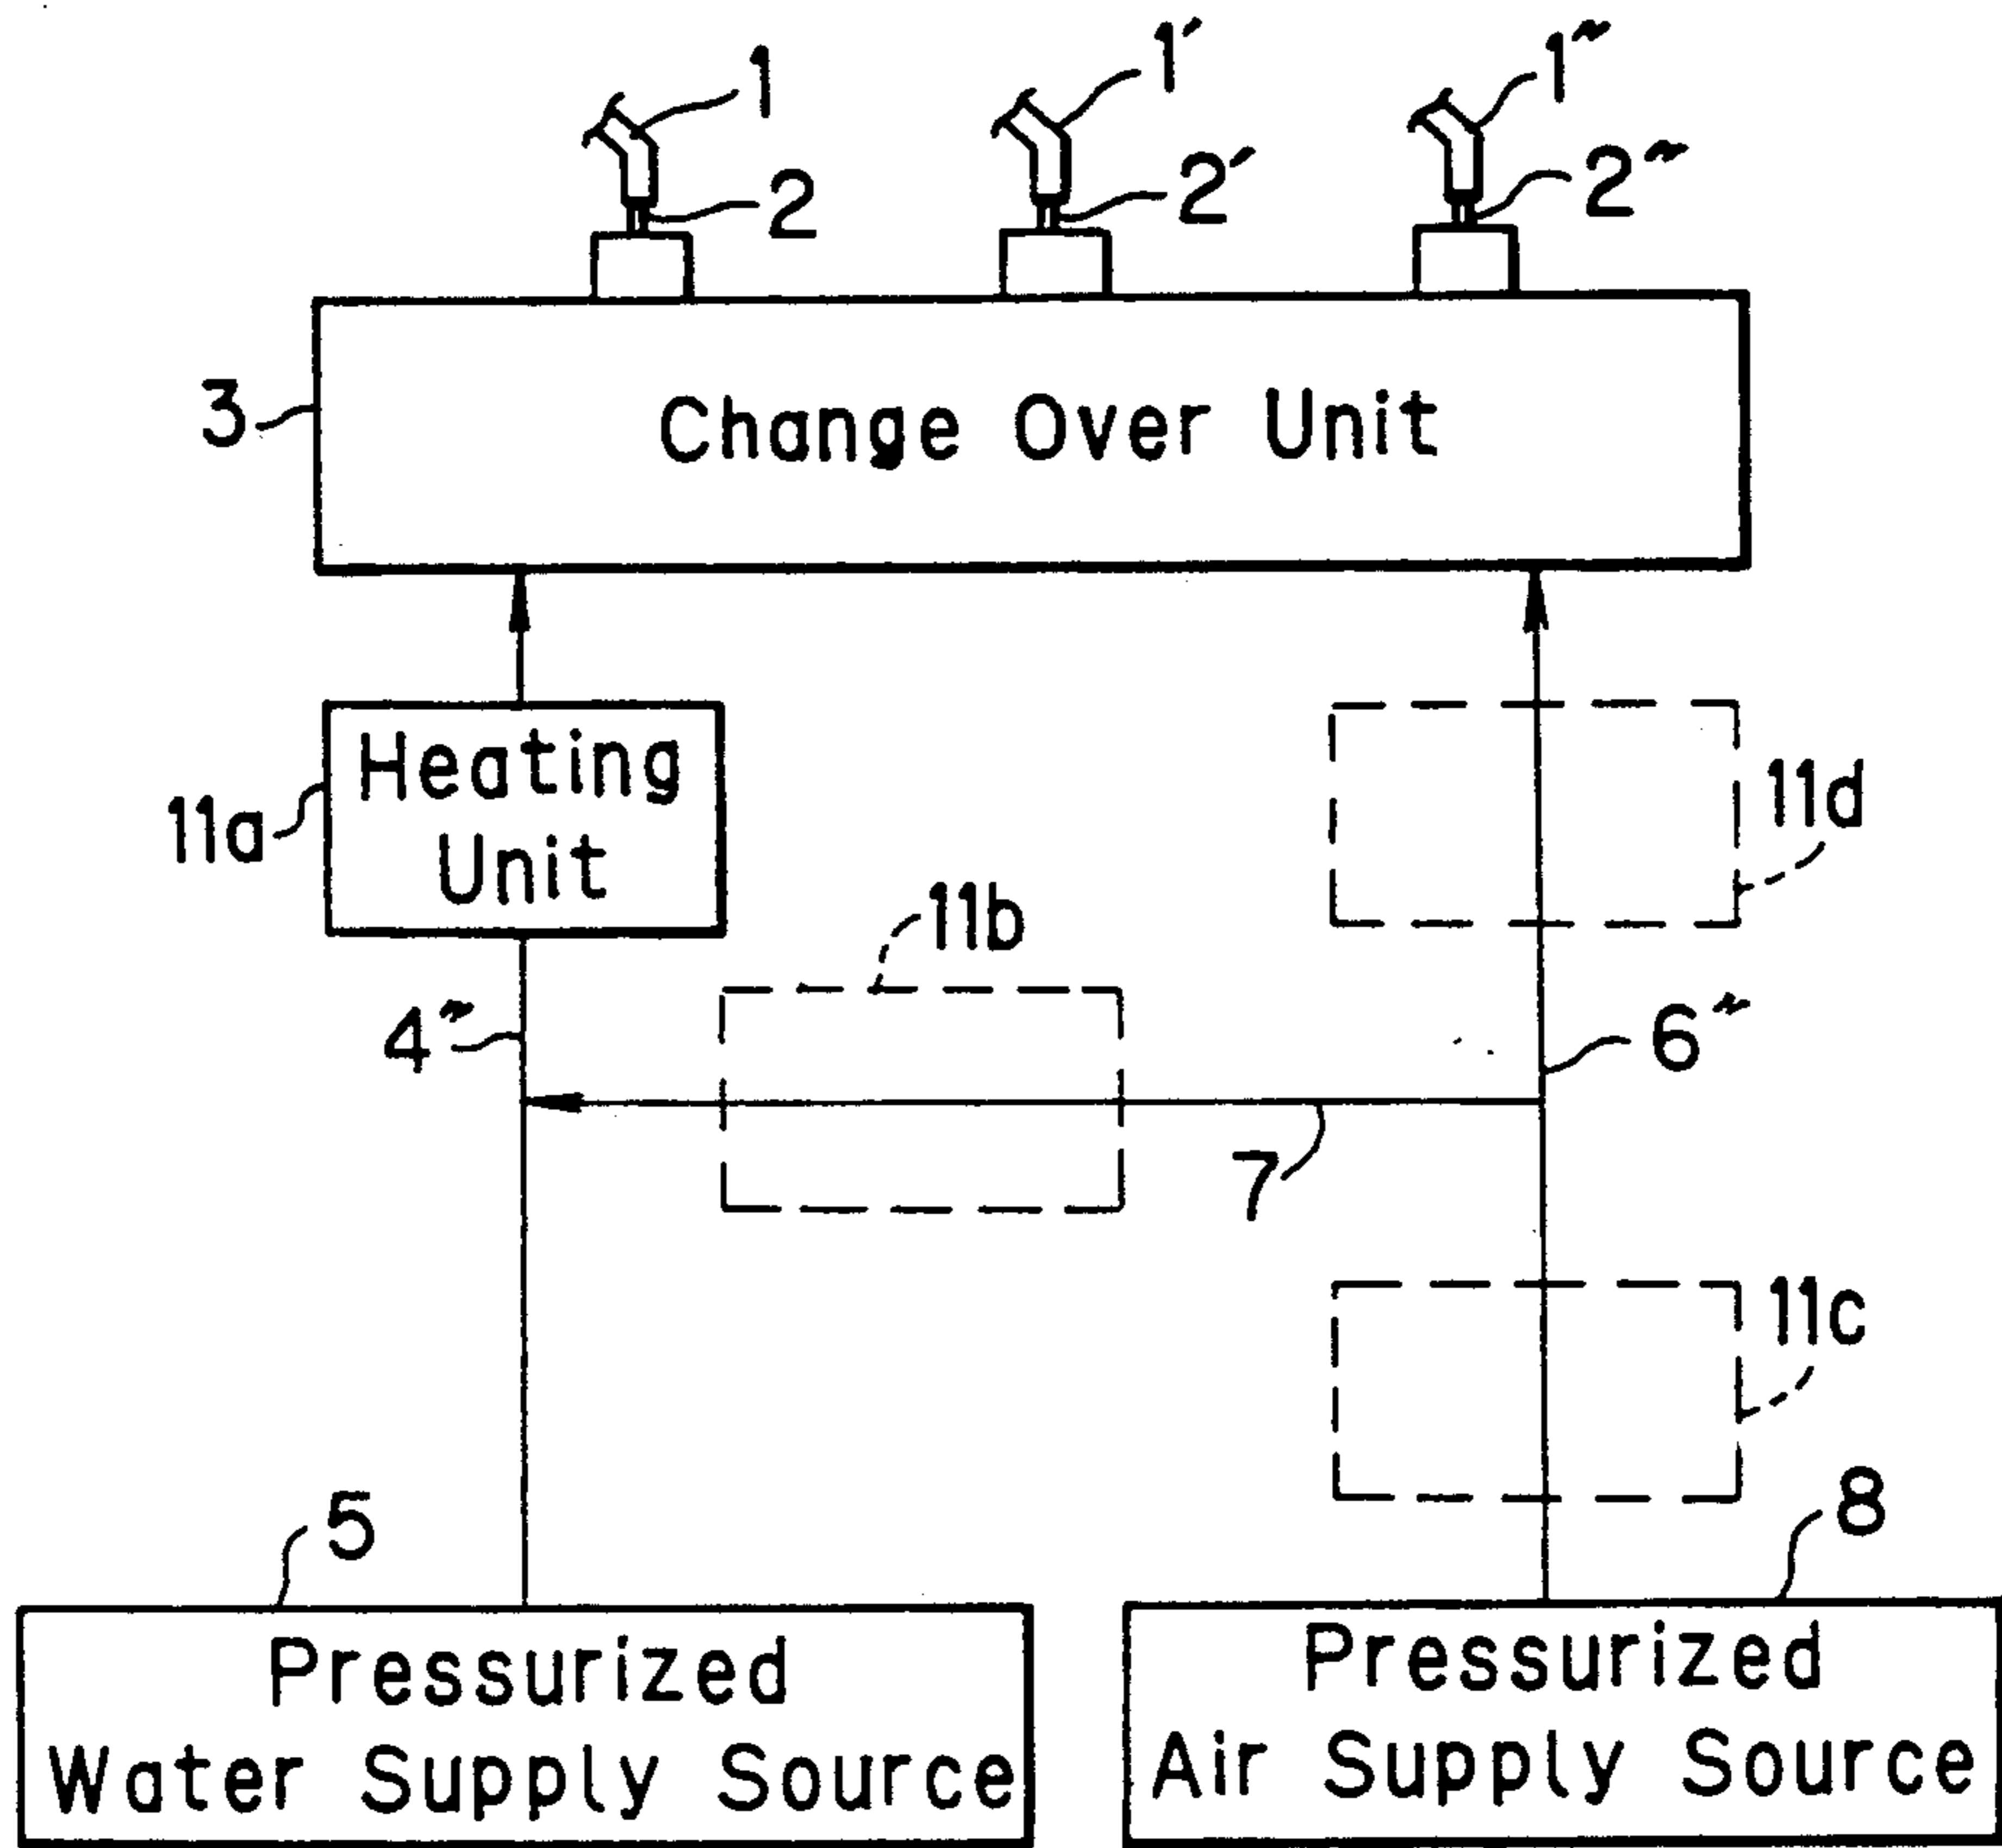 1
1′
1″
2
2′
2″
3
Change Over Unit
Heating
Unit
11a
11d
11b
4″
6″
7
11c
5
8
Pressurized
Water Supply Source
Pressurized
Air Supply Source